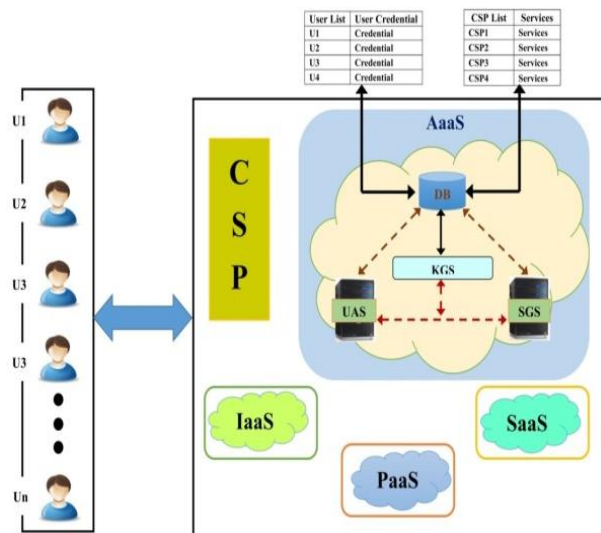 User List User Credential
U1 Credential
U2 Credential
U3 Credential
U4 Credential
CSP List Services
CSP1 Services
CSP2 Services
CSP3 Services
CSP4 Services
U1
U2
U3
U3
Un
C
S
P
AaaS
DB
KGS
UAS
SGS
IaaS
SaaS
PaaS